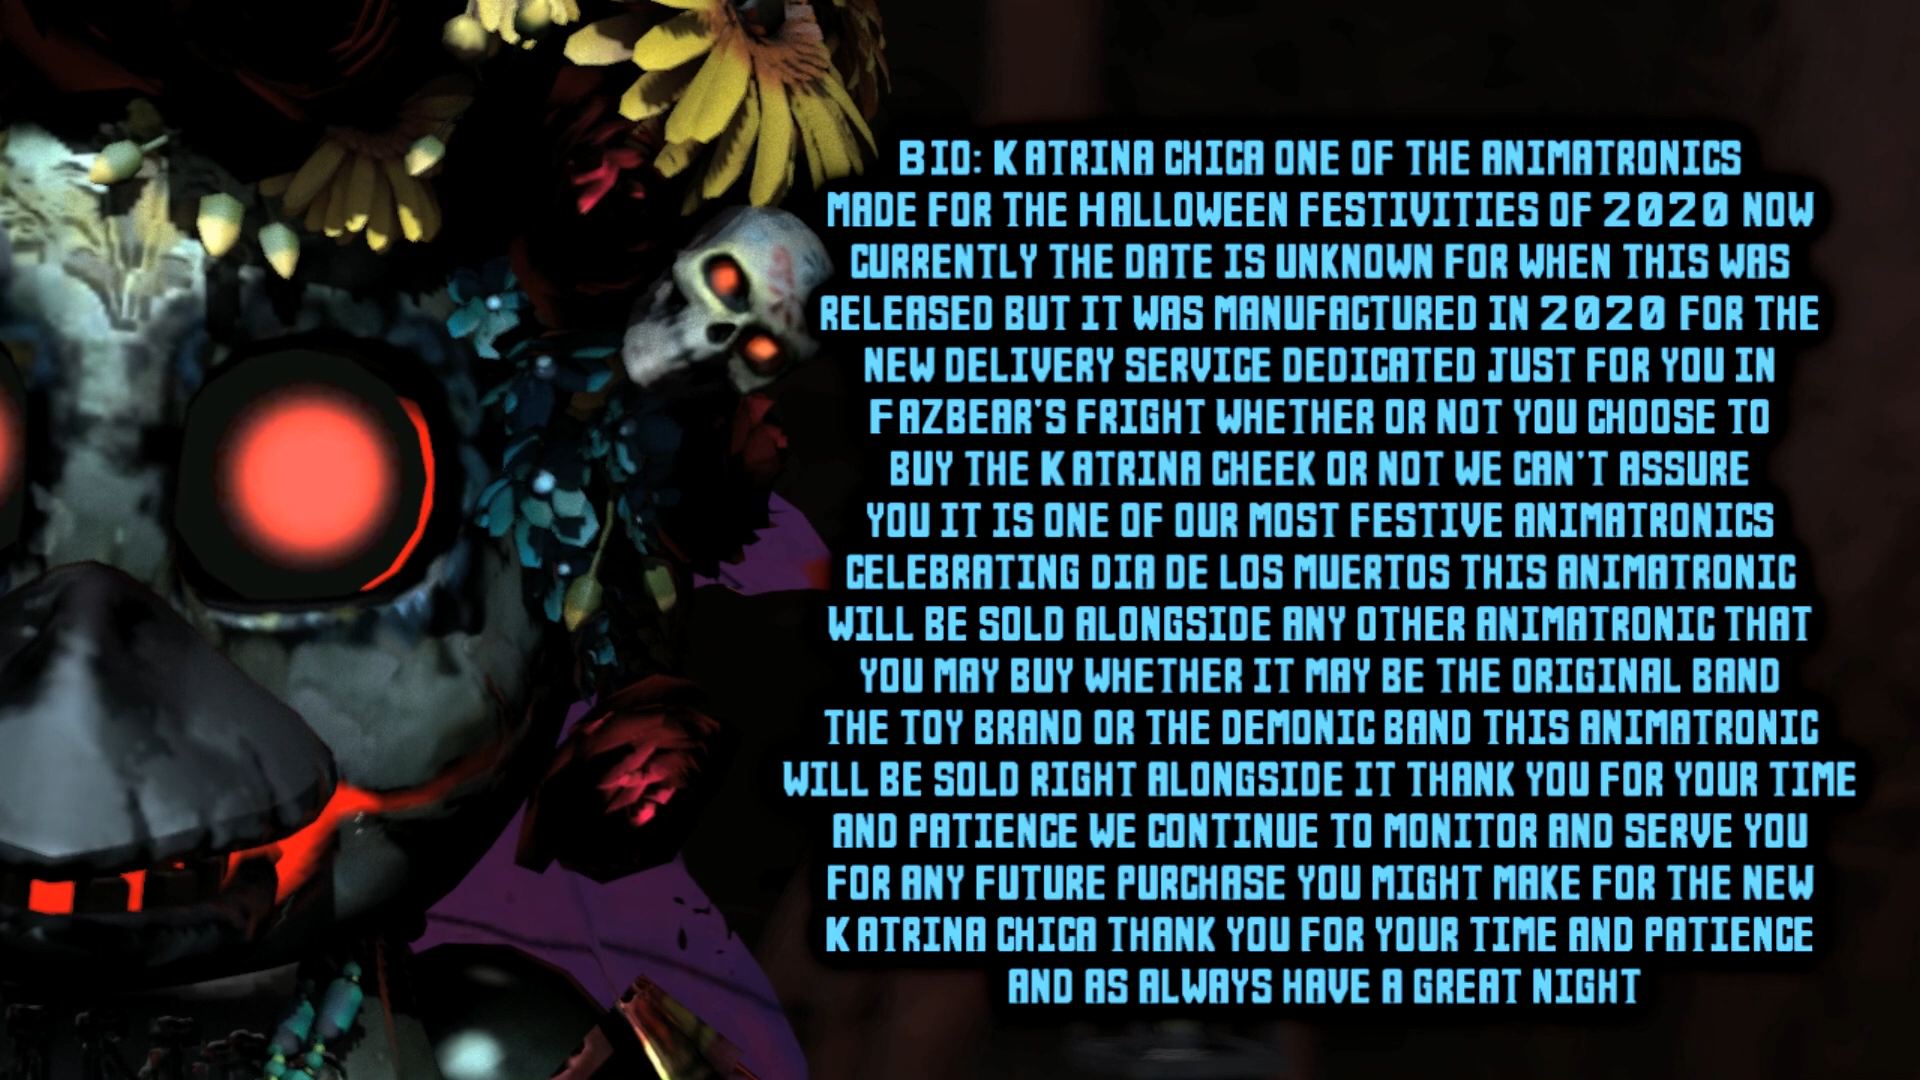 BIO: KATRINA CHICA ONE OF THE ANIMATRONICS
MADE FOR THE HALLOWEEN FESTIVITIES OF 2020 NOW
CURRENTLY THE DATE IS UNKNOWN FOR WHEN THIS WAS
RELEASED BUT IT WAS MANUFACTURED IN 2020 FOR THE
NEW DELIVERY SERVICE DEDICATED JUST FOR YOU IN
FAZBEAR'S FRIGHT WHETHER OR NOT YOU CHOOSE TO
BUY THE KATRINA CHEEK OR NOT WE CAN'T ASSURE
YOU IT IS ONE OF OUR MOST FESTIVE ANIMATRONICS
CELEBRATING DIA DE LOS MUERTOS THIS ANIMATRONIC
WILL BE SOLD ALONGSIDE ANY OTHER ANIMATRONIC THAT
YOU MAY BUY WHETHER IT MAY BE THE ORIGINAL BAND
THE TOY BRAND OR THE DEMONIC BAND THIS ANIMATRONIC
WILL BE SOLD RIGHT ALONGSIDE IT THANK YOU FOR YOUR TIME
AND PATIENCE WE CONTINUE TO MONITOR AND SERVE YOU
FOR ANY FUTURE PURCHASE YOU MIGHT MAKE FOR THE NEW
KATRINA CHICA THANK YOU FOR YOUR TIME AND PATIENCE
AND AS ALWAYS HAVE A GREAT NIGHT